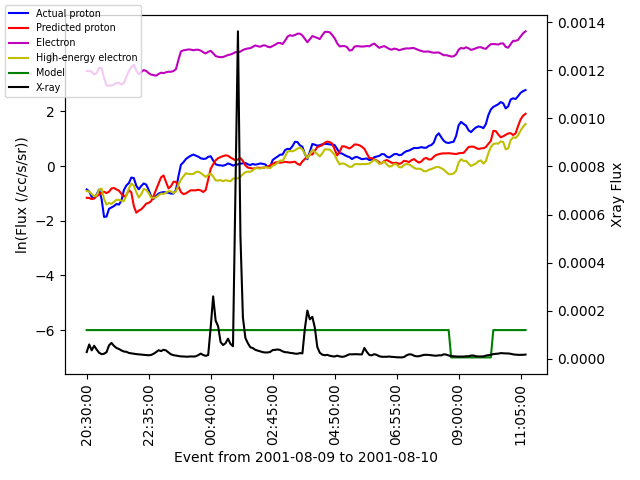 Actual proton
Predicted proton
Electron
High-energy electron
Model
X-ray
2
0
−2
−4
−6
ln(Flux (/cc/s/sr))
0.0014
0.0012
0.0010
0.0008
0.0006
0.0004
0.0002
0.0000
Xray Flux
20:30:00
22:35:00
00:40:00
02:45:00
04:50:00
06:55:00
09:00:00
11:05:00
Event from 2001-08-09 to 2001-08-10